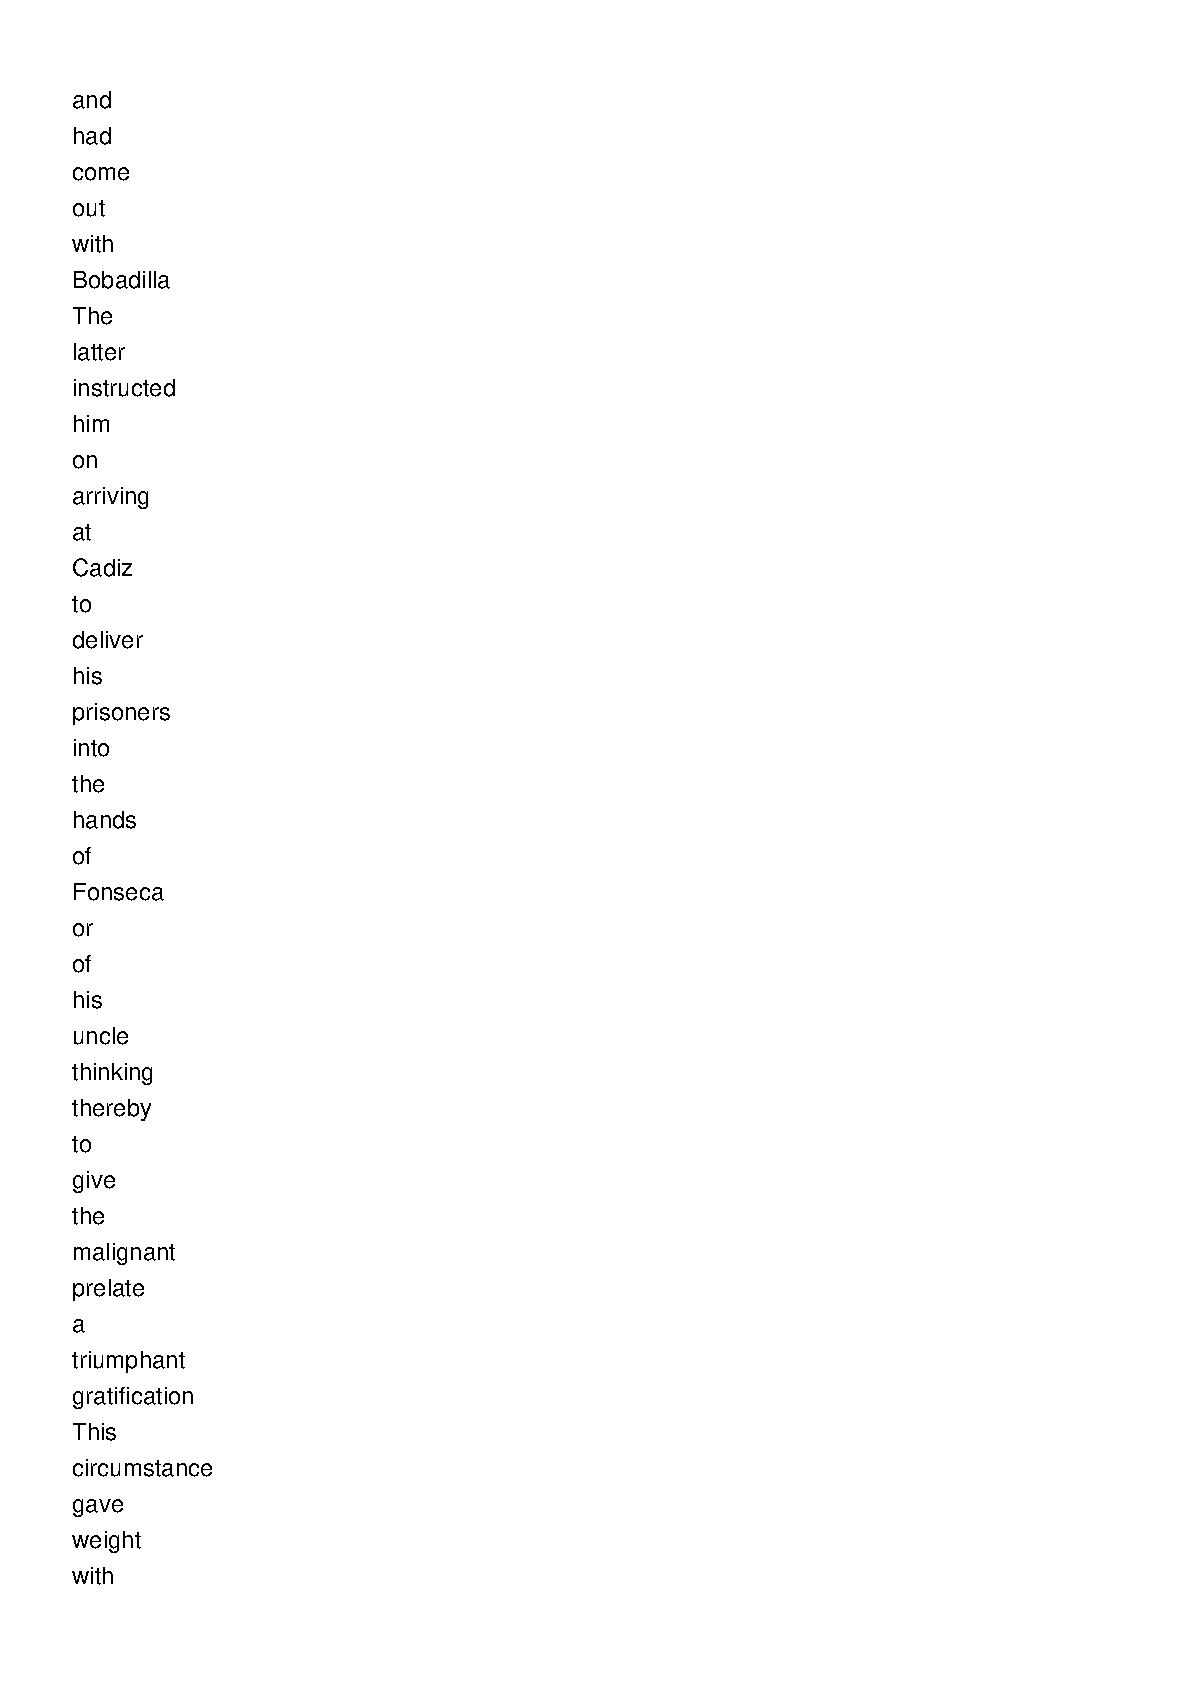 and
had
come
out
with
Bobadilla
The
latter
instructed
him
on
arriving
at
Cadiz
to
deliver
his
prisoners
into
the
hands
of
Fonseca
or
of
his
uncle
thinking
thereby
to
give
the
malignant
prelate
a
triumphant
gratification
This
circumstance
gave
weight
with